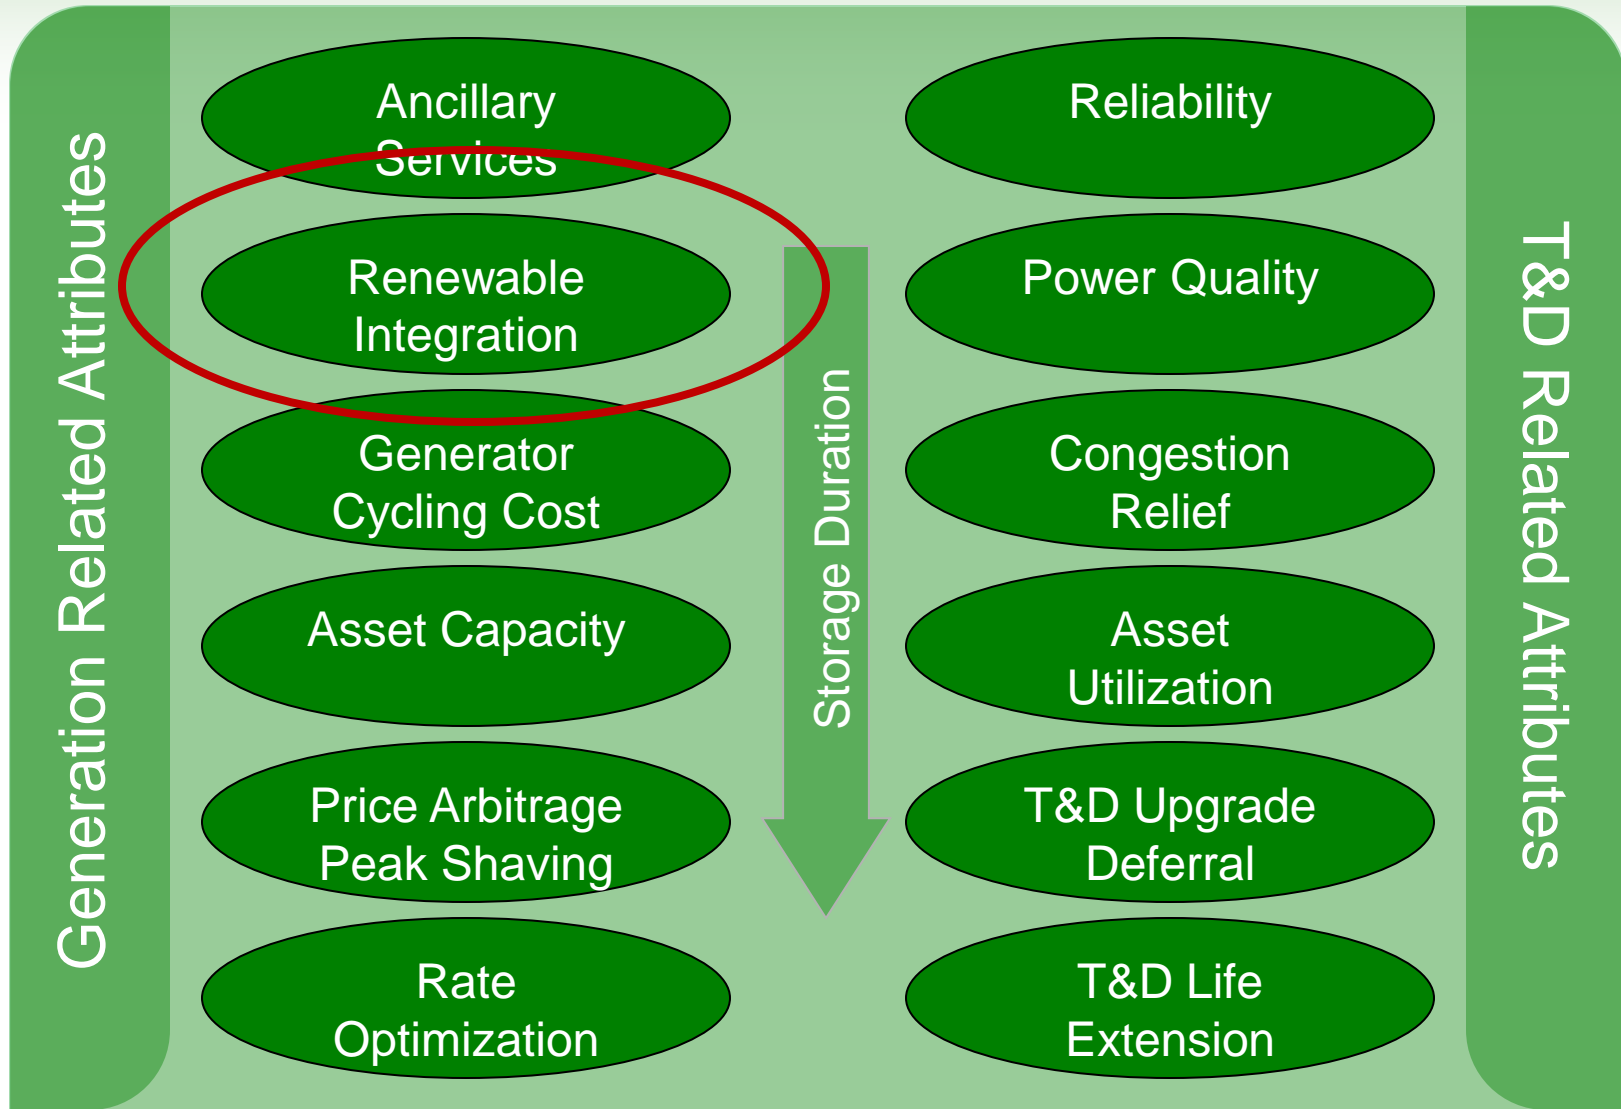 Generation Related Attributes
Ancillary
Services
Renewable
Integration
Generator
Cycling Cost
Asset Capacity
Price Arbitrage
Peak Shaving
Rate
Optimization
Storage Duration
Reliability
Power Quality
Congestion
Relief
Asset
Utilization
T&D Upgrade
Deferral
T&D Life
Extension
T&D Related Attributes